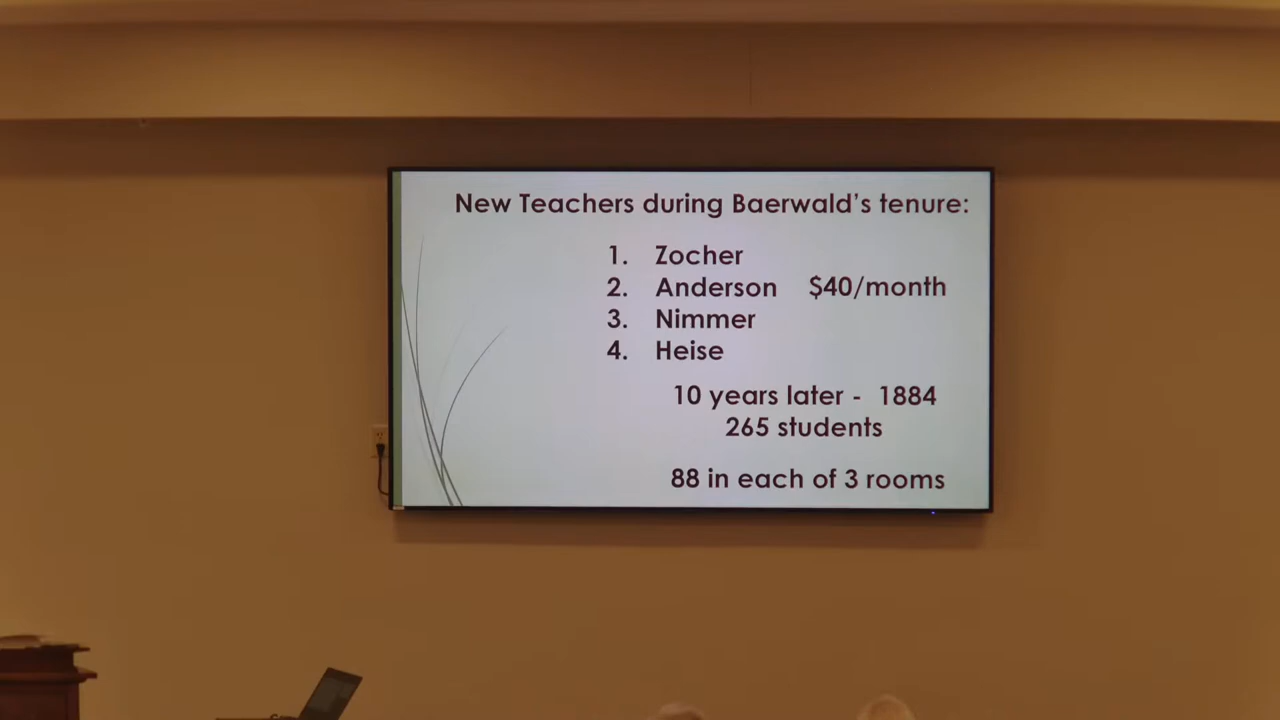 New Teachers during Baerwald's tenure:
1. Zocher
2. Anderson $40/month
3. Nimmer
4. Heise
10 years later - 1884
265 students
88 in each of 3 rooms